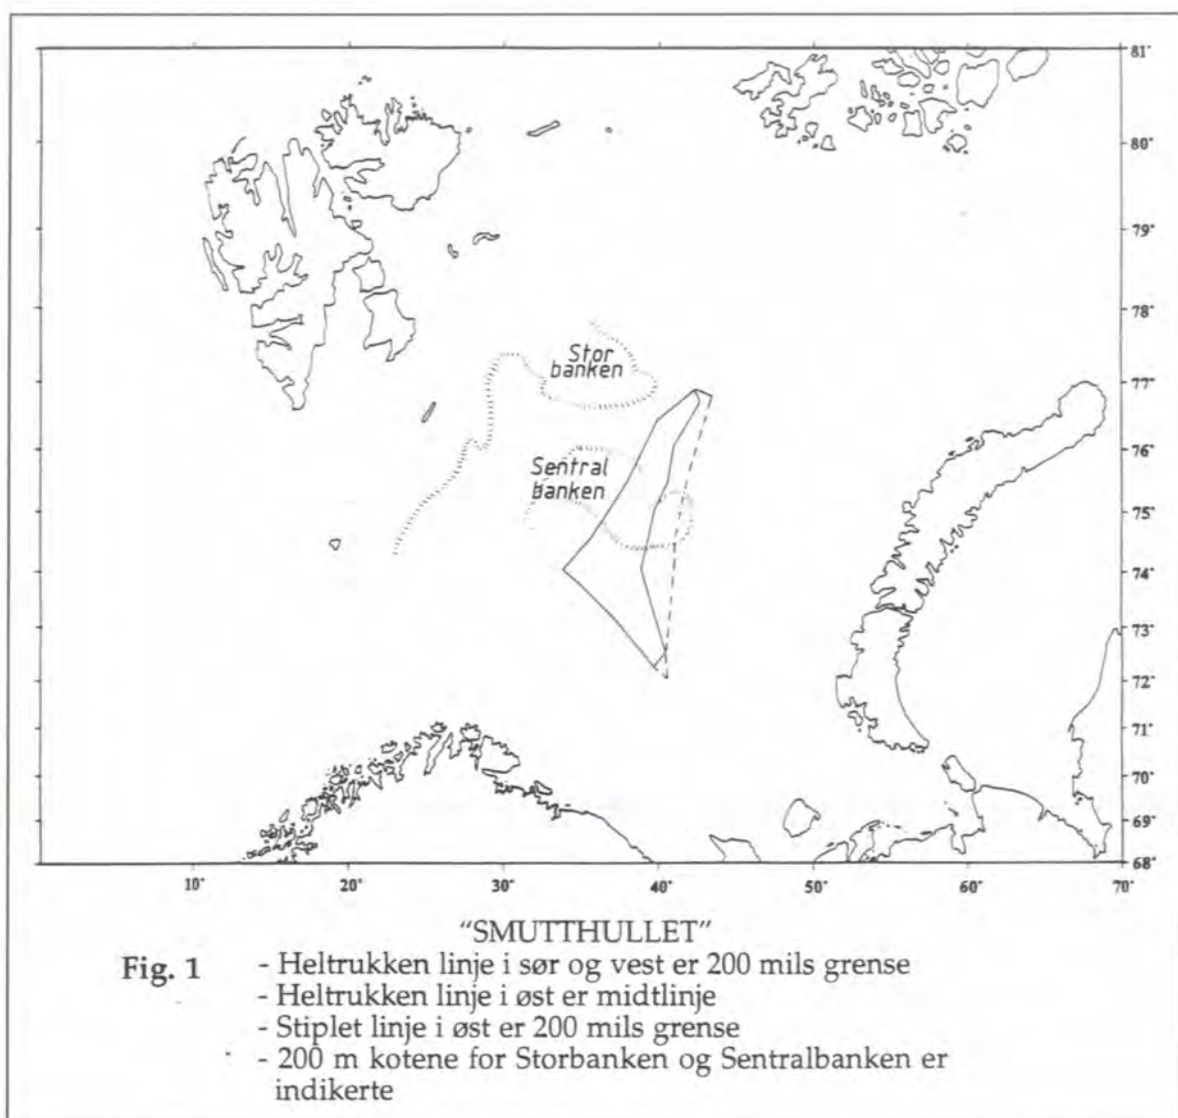 81°
80°
79°
78°
77°
76°
75°
74°
73°
72°
71°
70°
69°
68°
Stor
banken
Sentral
banken
10° 20° 30° 40° 50° 60° 70°
"SMUTTHULLET"
Fig. 1 - Heltrukken linje i sør og vest er 200 mils grense
- Heltrukken linje i øst er midtlinje
- Stiplet linje i øst er 200 mils grense
- 200 m kotene for Storbanken og Sentralbanken er
indikerte